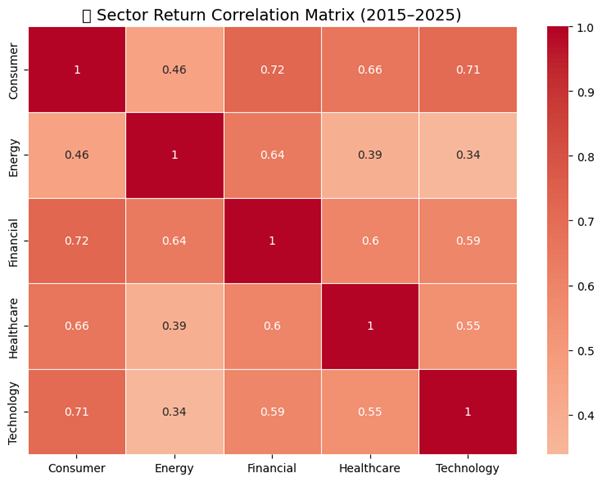 Sector Return Correlation Matrix (2015–2025)
Consumer 1 0.46 0.72 0.66 0.71
Energy 0.46 1 0.64 0.39 0.34
Financial 0.72 0.64 1 0.6 0.59
Healthcare 0.66 0.39 0.6 1 0.55
Technology 0.71 0.34 0.59 0.55 1
Consumer Energy Financial Healthcare Technology
1.0
0.9
0.8
0.7
0.6
0.5
0.4